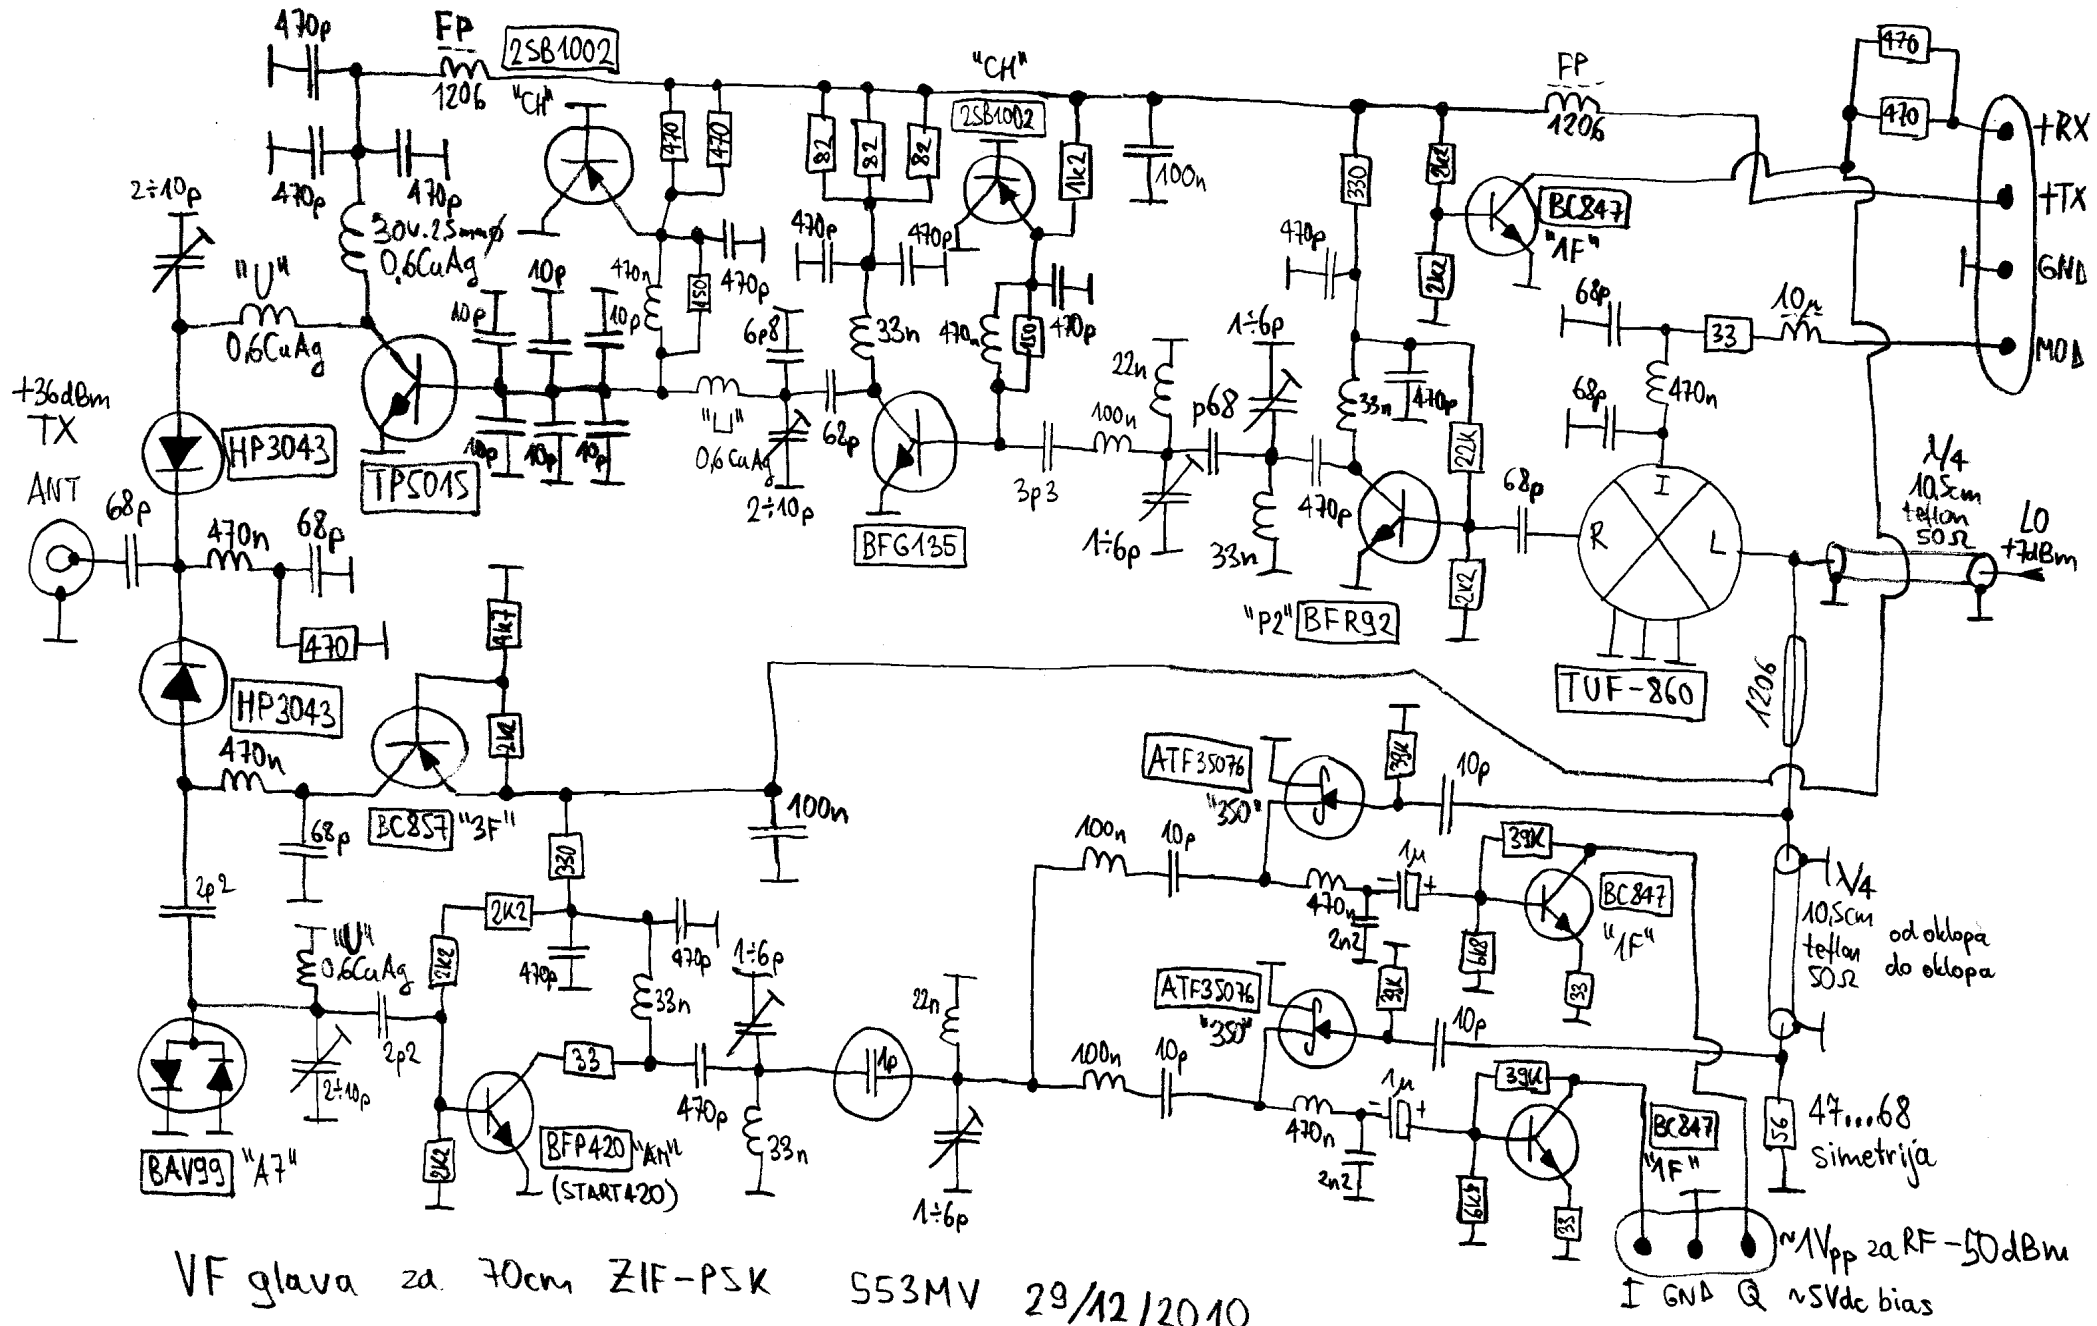 470p
FP
1206
2SB1002
"CH"
470
470
82
82
82
"CH"
2SB1002
1k2
100n
330
2k2
FP
1206
470
470
+RX
+TX
GND
MOD
BC847
"1F"
2k2
470p
470p
2÷10p
30v.25mmø
0,6CuAg
"U"
0,6CuAg
10p
10p
10p
10p
10p
10p
470n
150
470p
6p8
470p
470p
33n
470n
150
470p
22n
1÷6p
470p
68p
33
10µ
470n
68p
33n
470p
22k
2k2
+36dBm
TX
ANT
HP3043
TP5015
"U"
0,6CuAg
2÷10p
62p
BFG135
3p3
100n
p68
1÷6p
33n
470p
"P2"
BFR92
68p
R
I
L
TUF-860
λ/4
10,5cm
teflon
50Ω
LO
+7dBm
68p
470n
68p
470
HP3043
4k7
2k2
470n
BC857
"3F"
68p
100n
330
2p2
2K2
2k2
470p
470p
"U"
0,6CuAg
2p2
2÷10p
BAV99
"A7"
33n
33
2k2
BFP420
"AM"
(START420)
470p
1÷6p
33n
1p
22n
1÷6p
ATF35076
"350"
39k
10p
100n
10p
470n
1µ
- +
2n2
39K
6k8
BC847
"1F"
33
ATF35076
"350"
39k
10p
100n
10p
470n
1µ
- +
2n2
39K
6k8
33
BC847
"1F"
1206
λ/4
10,5cm
teflon
50Ω
od oklopa
do oklopa
56
47...68
simetrija
I GND Q
~1Vpp za RF -50dBm
~5Vdc bias
VF glava za 70cm ZIF-PSK S53MV 29/12/2010